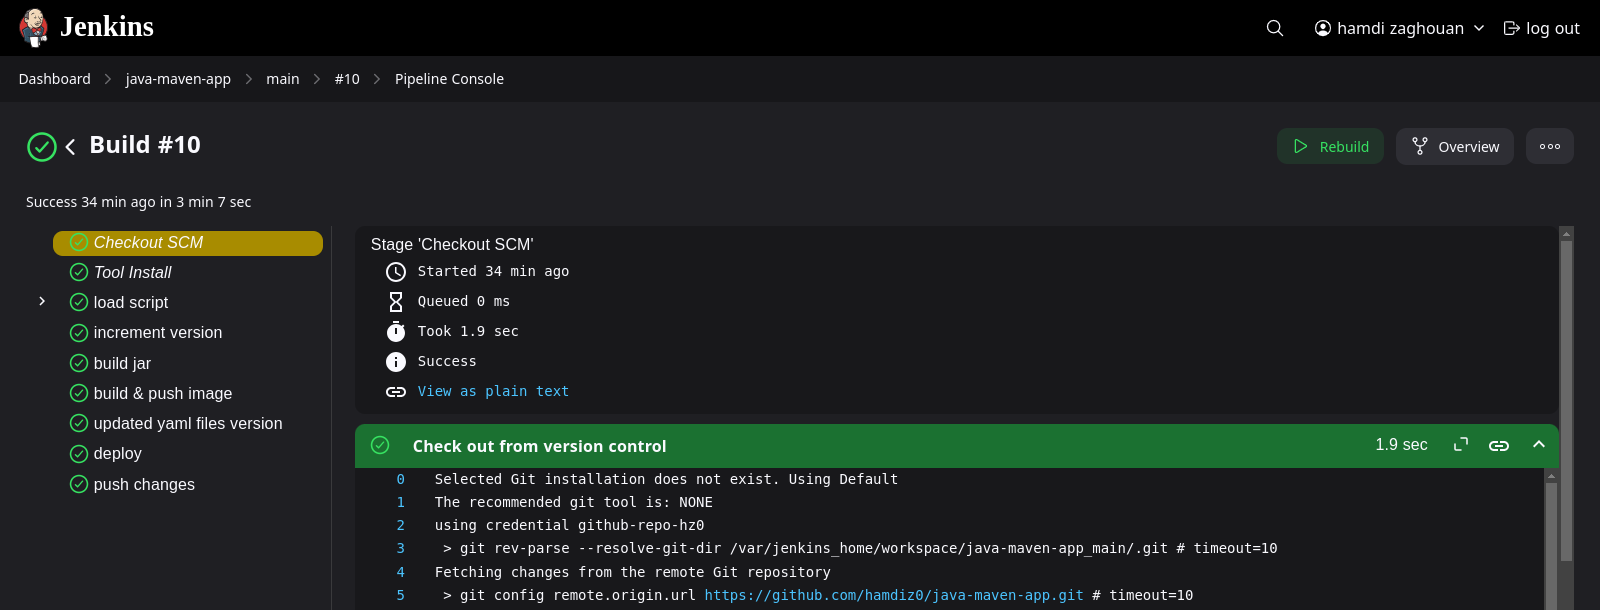 Jenkins
hamdi zaghouan
log out
Dashboard
java-maven-app
main
#10
Pipeline Console
Build #10
Rebuild
Overview
Success 34 min ago in 3 min 7 sec
Checkout SCM
Tool Install
load script
increment version
build jar
build & push image
updated yaml files version
deploy
push changes
Stage 'Checkout SCM'
Started 34 min ago
Queued 0 ms
Took 1.9 sec
Success
View as plain text
Check out from version control 1.9 sec
0 Selected Git installation does not exist. Using Default
1 The recommended git tool is: NONE
2 using credential github-repo-hz0
3 > git rev-parse --resolve-git-dir /var/jenkins_home/workspace/java-maven-app_main/.git # timeout=10
4 Fetching changes from the remote Git repository
5 > git config remote.origin.url https://github.com/hamdiz0/java-maven-app.git # timeout=10